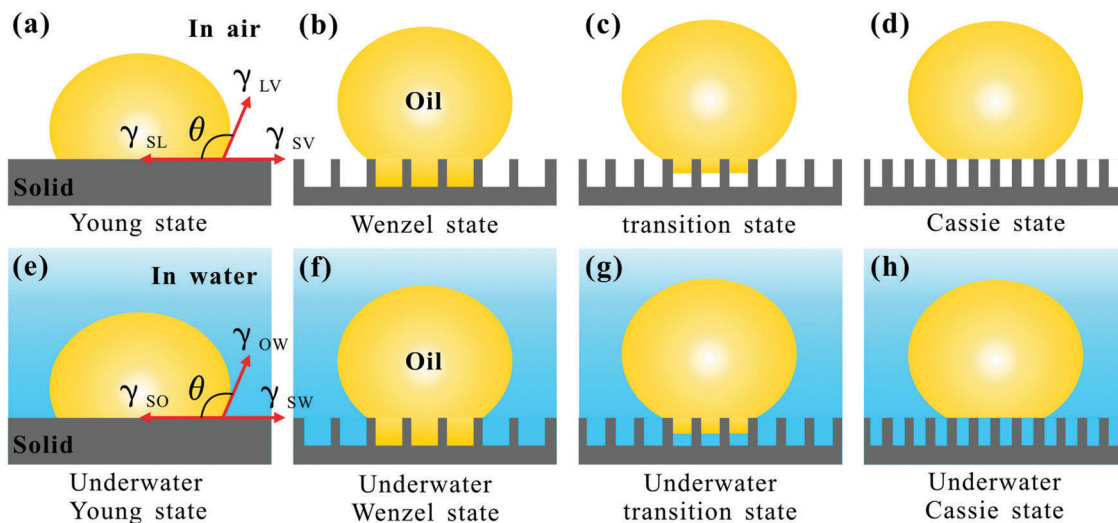 (a)
In air
γ LV
γ SL
θ
γ SV
Solid
Young state
(b)
Oil
Wenzel state
(c)
transition state
(d)
Cassie state
(e)
In water
γ OW
γ SO
θ
γ SW
Solid
Underwater
Young state
(f)
Oil
Underwater
Wenzel state
(g)
Underwater
transition state
(h)
Underwater
Cassie state